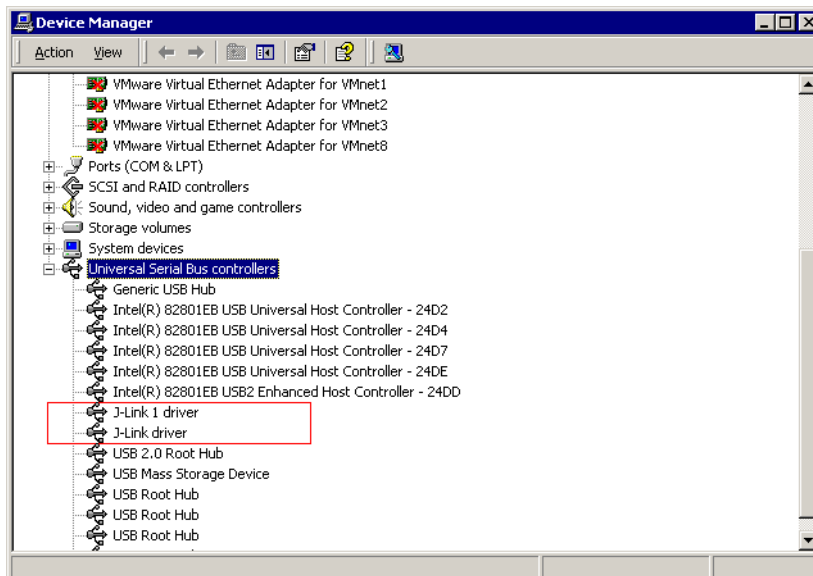 Device Manager
Action View
VMware Virtual Ethernet Adapter for VMnet1
VMware Virtual Ethernet Adapter for VMnet2
VMware Virtual Ethernet Adapter for VMnet3
VMware Virtual Ethernet Adapter for VMnet8
Ports (COM & LPT)
SCSI and RAID controllers
Sound, video and game controllers
Storage volumes
System devices
Universal Serial Bus controllers
Generic USB Hub
Intel(R) 82801EB USB Universal Host Controller - 24D2
Intel(R) 82801EB USB Universal Host Controller - 24D4
Intel(R) 82801EB USB Universal Host Controller - 24D7
Intel(R) 82801EB USB Universal Host Controller - 24DE
Intel(R) 82801EB USB2 Enhanced Host Controller - 24DD
J-Link 1 driver
J-Link driver
USB 2.0 Root Hub
USB Mass Storage Device
USB Root Hub
USB Root Hub
USB Root Hub